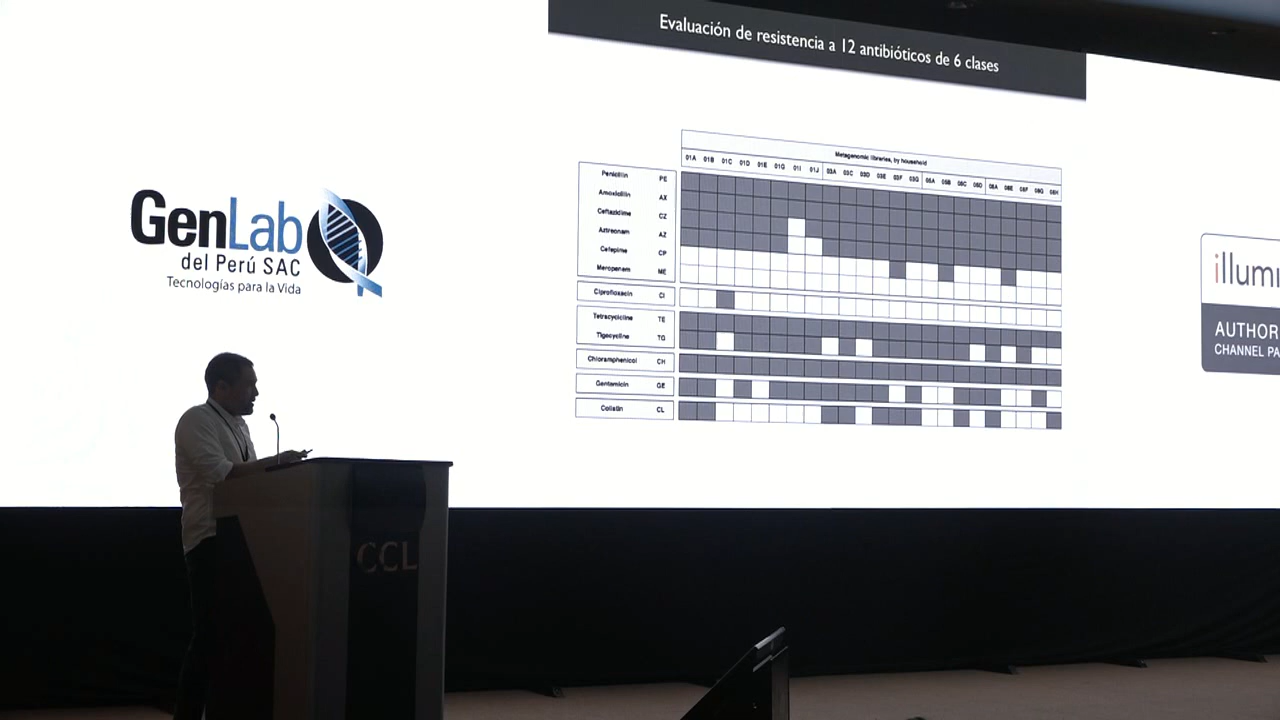 Evaluación de resistencia a 12 antibióticos de 6 clases
GenLab
del Perú SAC
Tecnologías para la Vida
Metagenomic libraries, by household
01A 01B 01C 01D 01E 01G 01I 01J 03A 03C 03D 03E 03F 03G 05A 05B 05C 05D 08A 08E 08F 08G 08H
Penicillin PE
Amoxicillin AX
Ceftazidime CZ
Aztreonam AZ
Cefepime CP
Meropenem ME
Ciprofloxacin CI
Tetracycline TE
Tigecycline TG
Chloramphenicol CH
Gentamicin GE
Colistin CL
illumi
AUTHOR
CHANNEL PA
CCL